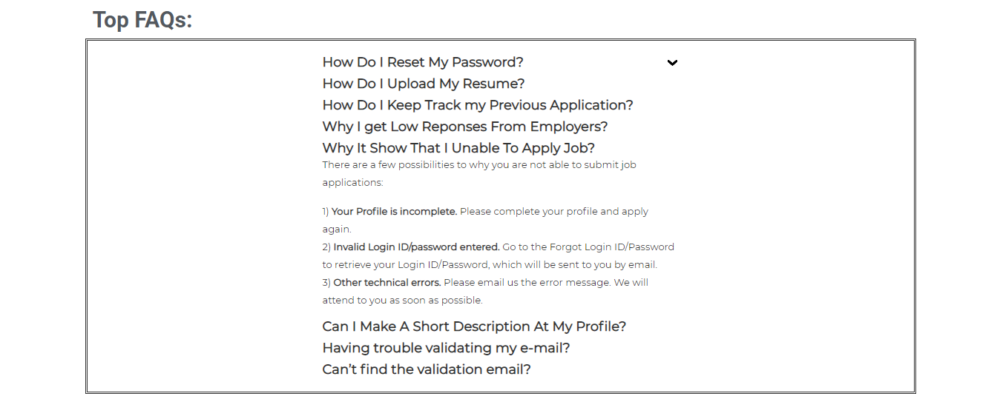 Top FAQs:
How Do I Reset My Password?
How Do I Upload My Resume?
How Do I Keep Track my Previous Application?
Why I get Low Reponses From Employers?
Why It Show That I Unable To Apply Job?
There are a few possibilities to why you are not able to submit job
applications:
1) Your Profile is incomplete. Please complete your profile and apply
again.
2) Invalid Login ID/password entered. Go to the Forgot Login ID/Password
to retrieve your Login ID/Password, which will be sent to you by email.
3) Other technical errors. Please email us the error message. We will
attend to you as soon as possible.
Can I Make A Short Description At My Profile?
Having trouble validating my e-mail?
Can’t find the validation email?